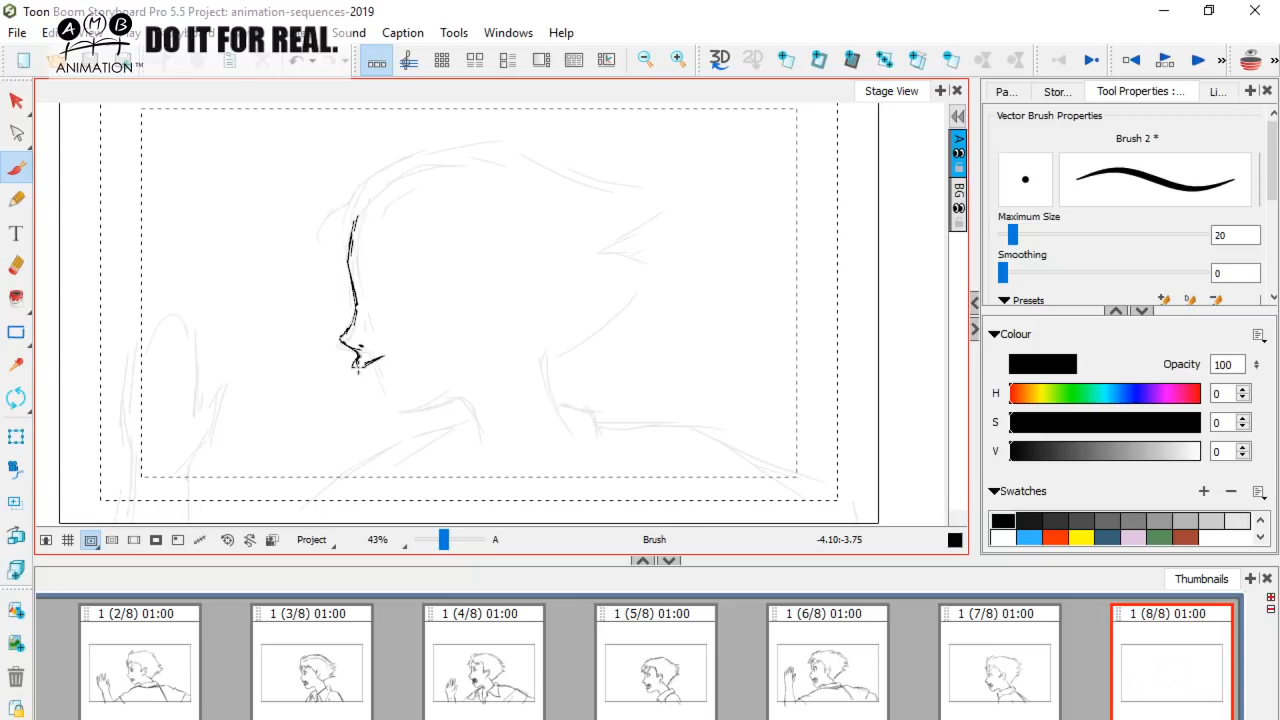 Toon Boom Storyboard Pro 5.5 Project: animation-sequences-2019
File
Sound
Caption
Tools
Windows
Help
AMB
ANIMATION™
DO IT FOR REAL.
3D
2D
Stage View
A
BG
Pa...
Stor...
Tool Properties :...
Li...
Vector Brush Properties
Brush 2 *
Maximum Size
20
Smoothing
0
Presets
Colour
Opacity
100
H
0
S
0
V
0
Swatches
Project
43%
A
Brush
-4.10:-3.75
Thumbnails
1 (2/8) 01:00
1 (3/8) 01:00
1 (4/8) 01:00
1 (5/8) 01:00
1 (6/8) 01:00
1 (7/8) 01:00
1 (8/8) 01:00